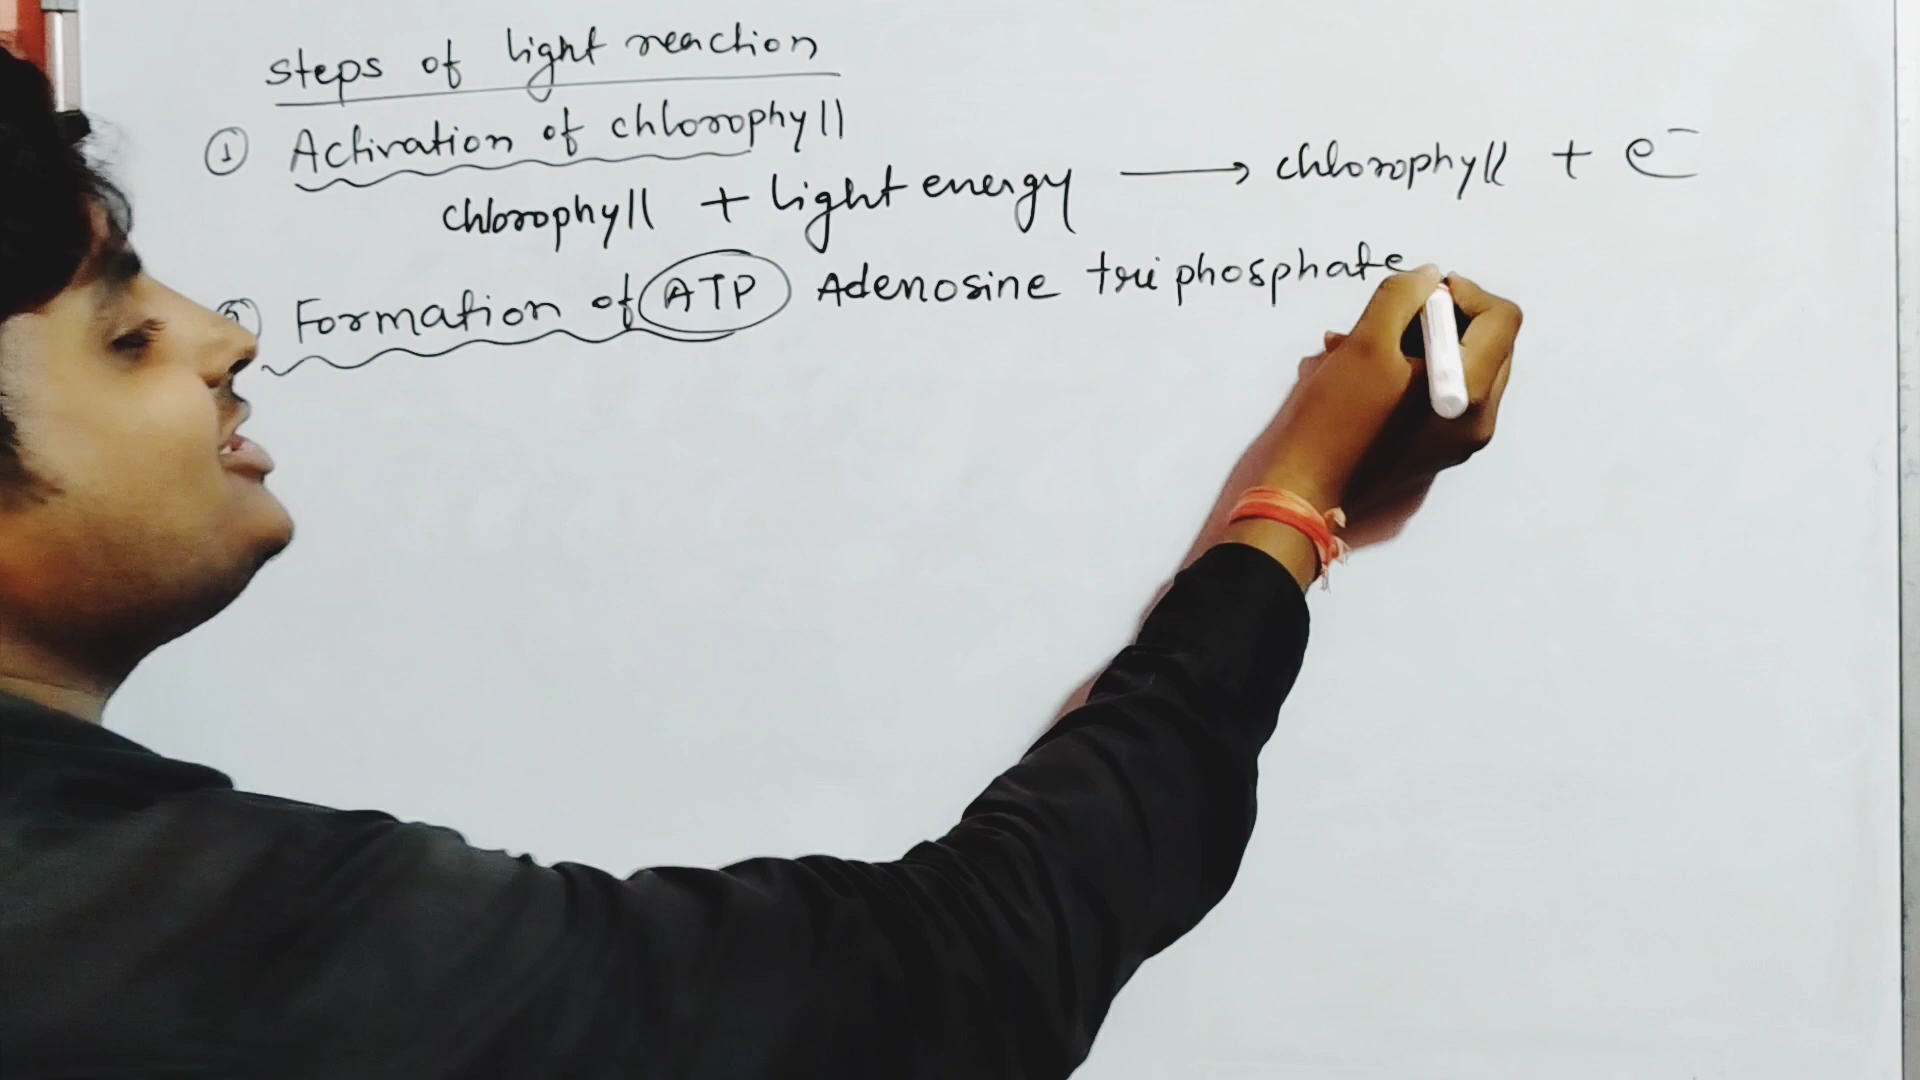 steps of light reaction
① Activation of chlorophyll
chlorophyll + light energy ⟶ chlorophyll + e⁻
Formation of ATP Adenosine triphosphate